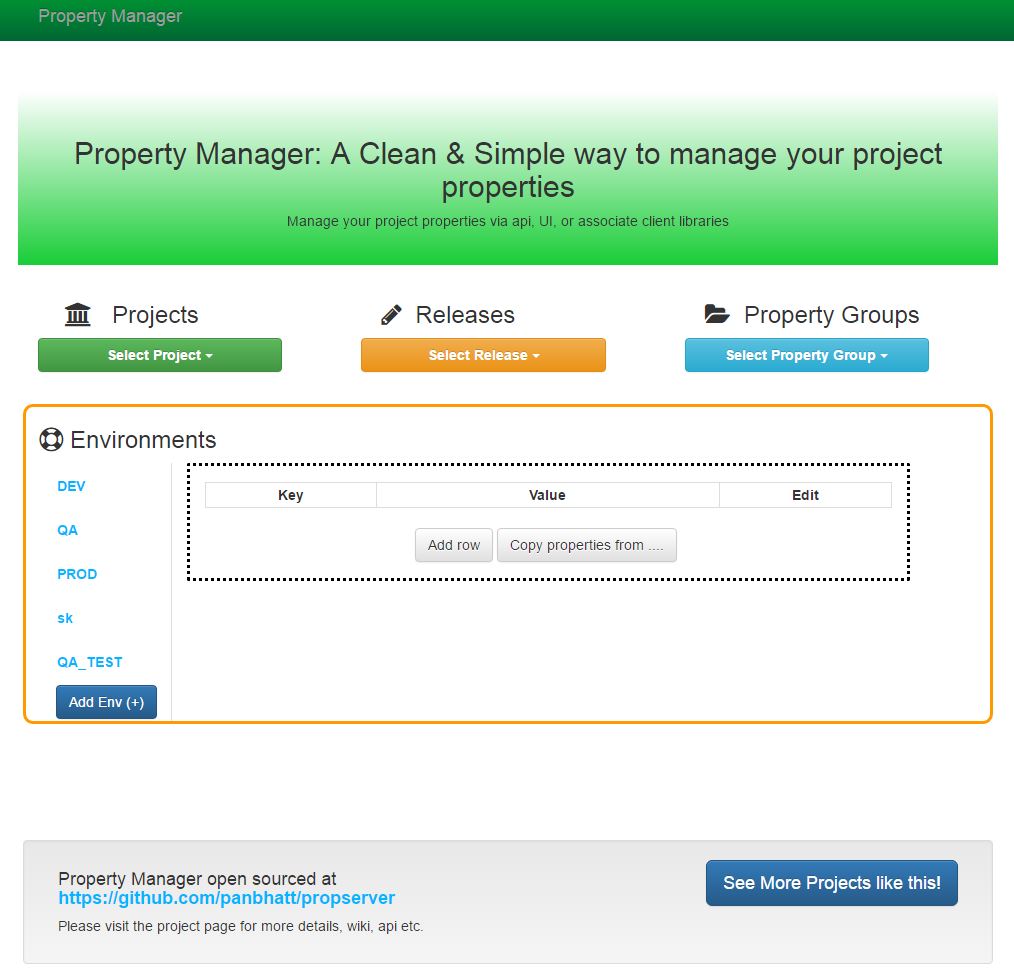 Property Manager
Property Manager: A Clean & Simple way to manage your project
properties
Manage your project properties via api, UI, or associate client libraries
Projects
Releases
Property Groups
Select Project
Select Release
Select Property Group
Environments
DEV
QA
PROD
sk
QA_TEST
Add Env (+)
Key
Value
Edit
Add row
Copy properties from ....
Property Manager open sourced at
https://github.com/panbhatt/propserver
Please visit the project page for more details, wiki, api etc.
See More Projects like this!